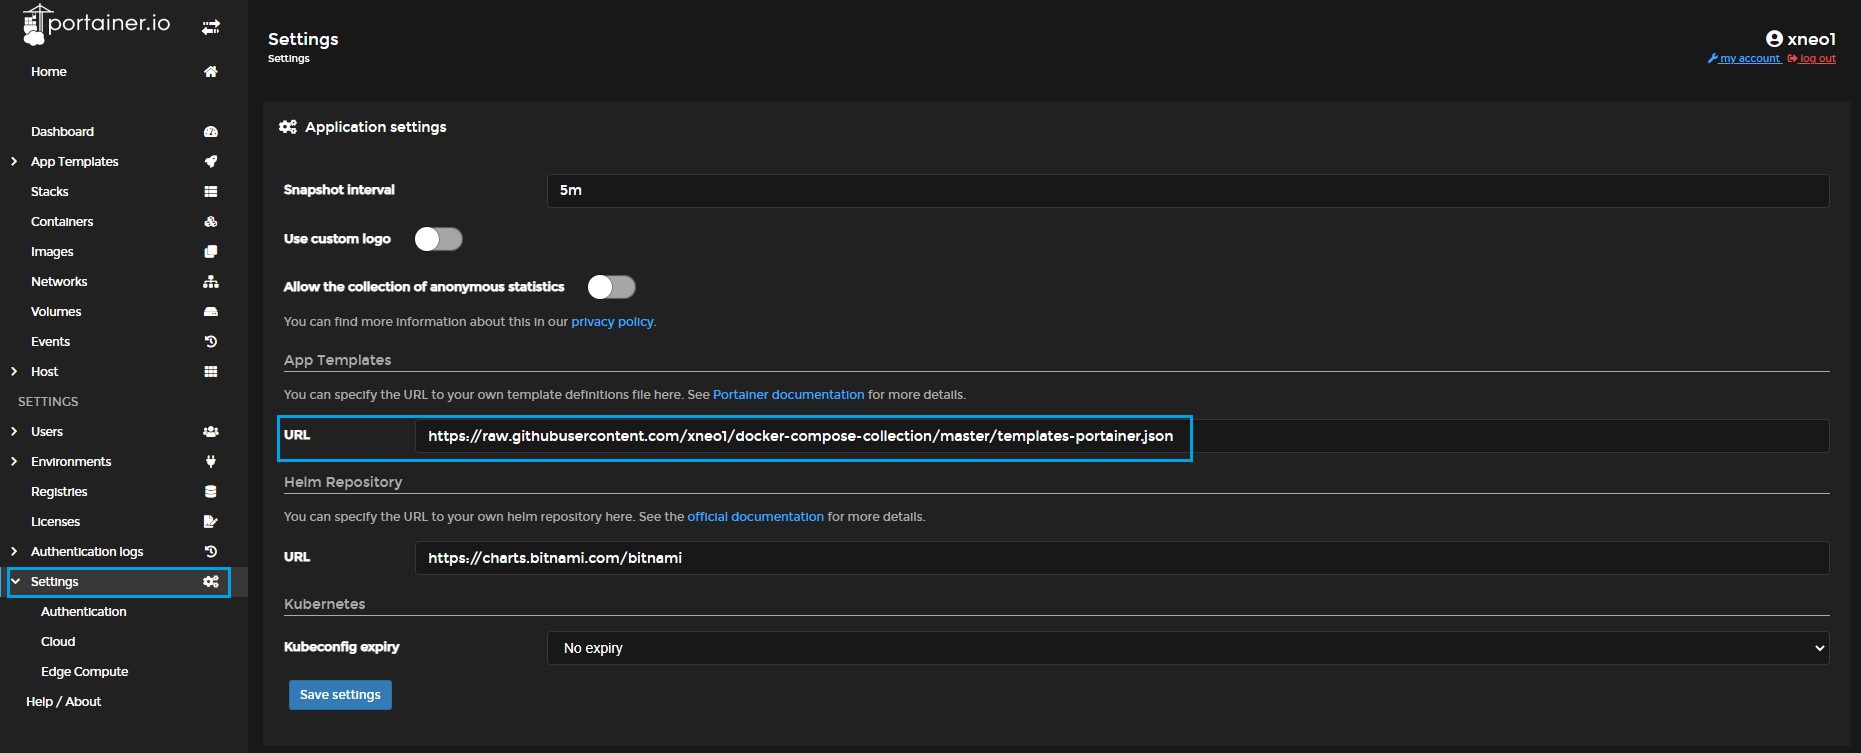 portainer.io
Home
Dashboard
App Templates
Stacks
Containers
Images
Networks
Volumes
Events
Host
SETTINGS
Users
Environments
Registries
Licenses
Authentication logs
Settings
Authentication
Cloud
Edge Compute
Help / About
Settings
Settings
xneo1
my account log out
Application settings
Snapshot interval 5m
Use custom logo
Allow the collection of anonymous statistics
You can find more information about this in our privacy policy.
App Templates
You can specify the URL to your own template definitions file here. See Portainer documentation for more details.
URL https://raw.githubusercontent.com/xneo1/docker-compose-collection/master/templates-portainer.json
Helm Repository
You can specify the URL to your own helm repository here. See the official documentation for more details.
URL https://charts.bitnami.com/bitnami
Kubernetes
Kubeconfig expiry No expiry
Save settings